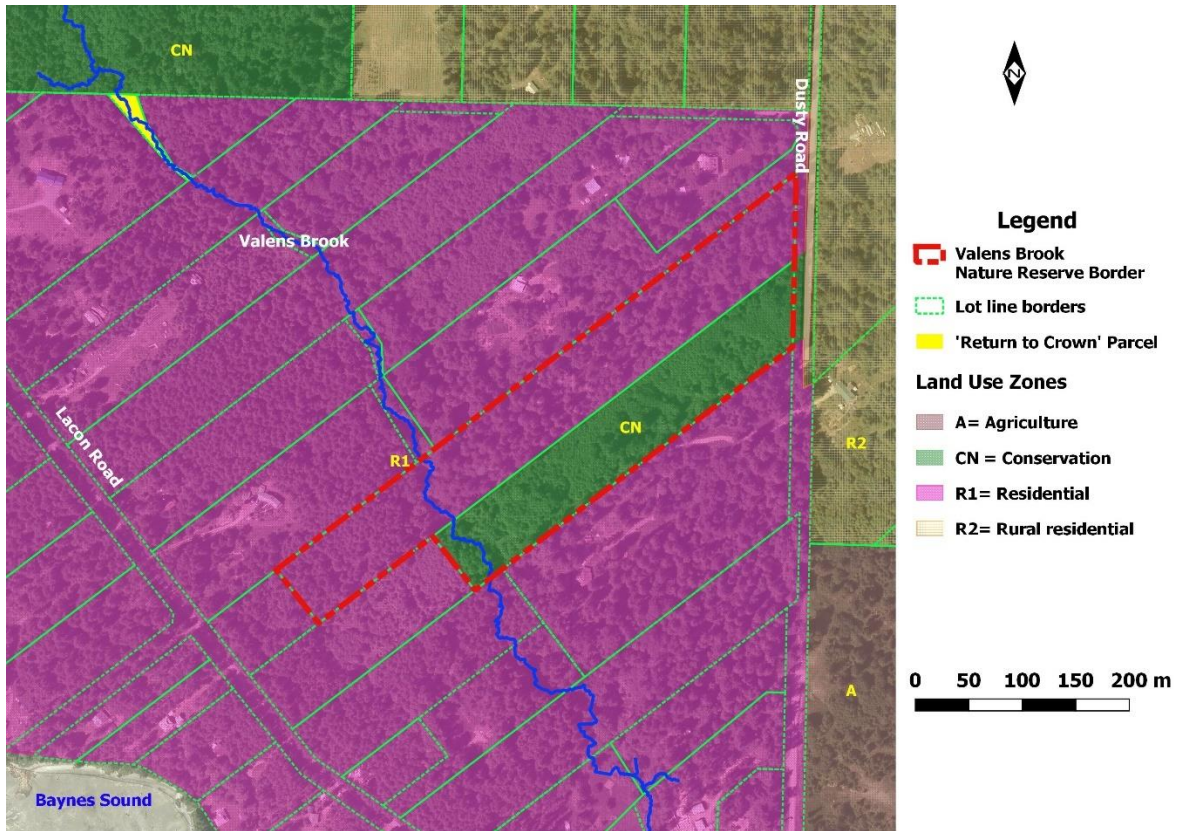 CN
Dusty Road
Valens Brook
Lacon Road
R1
CN
R2
A
Baynes Sound
N
Legend
Valens Brook
Nature Reserve Border
Lot line borders
'Return to Crown' Parcel
Land Use Zones
A= Agriculture
CN = Conservation
R1= Residential
R2= Rural residential
0 50 100 150 200 m